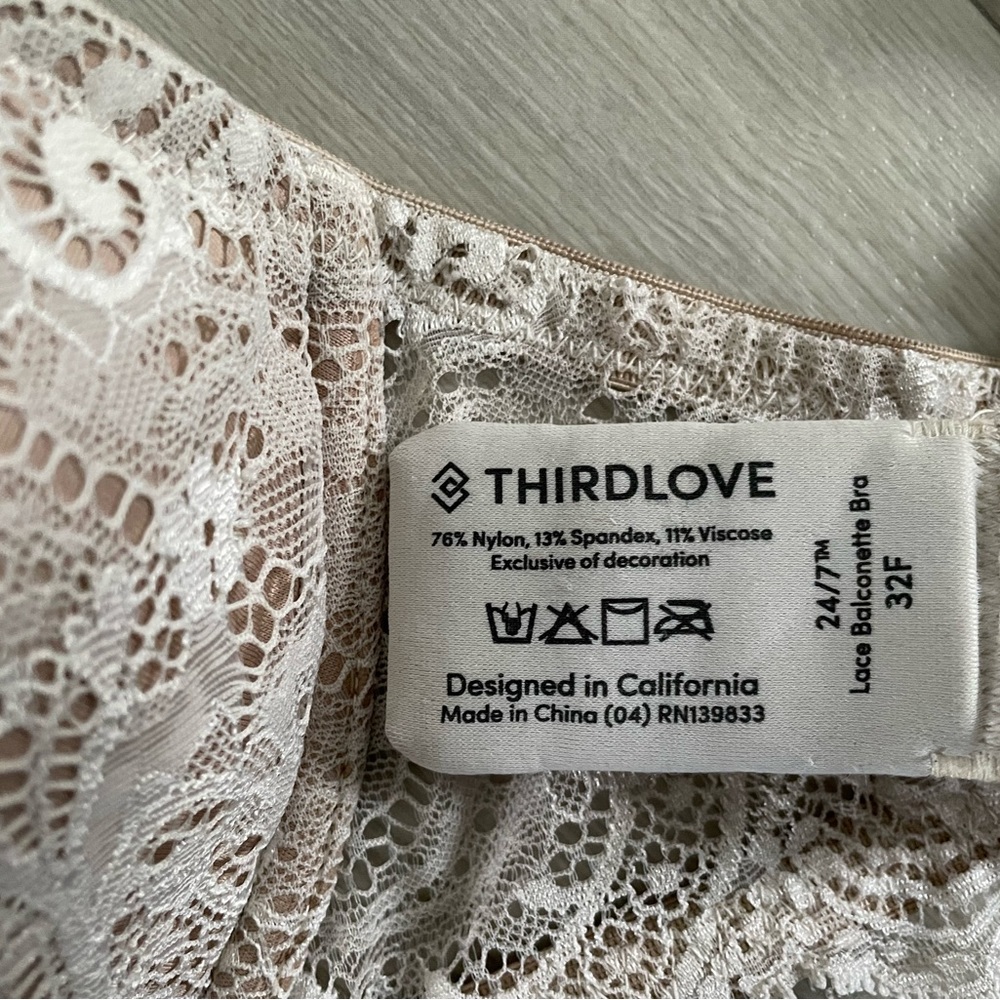 THIRDLOVE
76% Nylon, 13% Spandex, 11% Viscose
Exclusive of decoration
Designed in California
Made in China (04) RN139833
24/7™
Lace Balconette Bra
32F